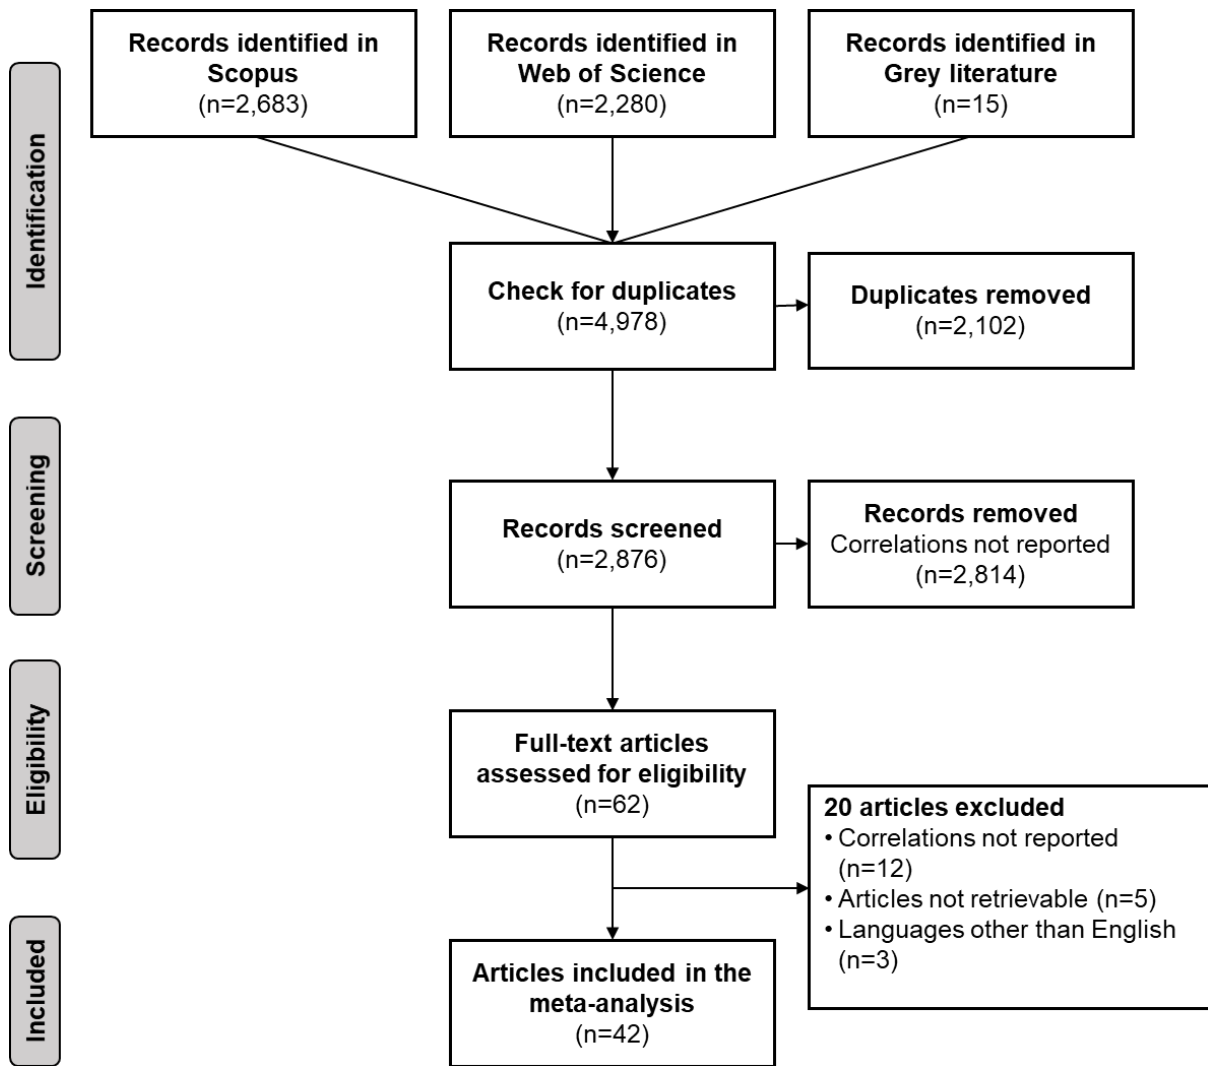 Records identified in
Scopus
(n=2,683)
Records identified in
Web of Science
(n=2,280)
Records identified in
Grey literature
(n=15)
Identification
Check for duplicates
(n=4,978)
Duplicates removed
(n=2,102)
Screening
Records screened
(n=2,876)
Records removed
Correlations not reported
(n=2,814)
Eligibility
Full-text articles
assessed for eligibility
(n=62)
20 articles excluded
• Correlations not reported
(n=12)
• Articles not retrievable (n=5)
• Languages other than English
(n=3)
Included
Articles included in the
meta-analysis
(n=42)